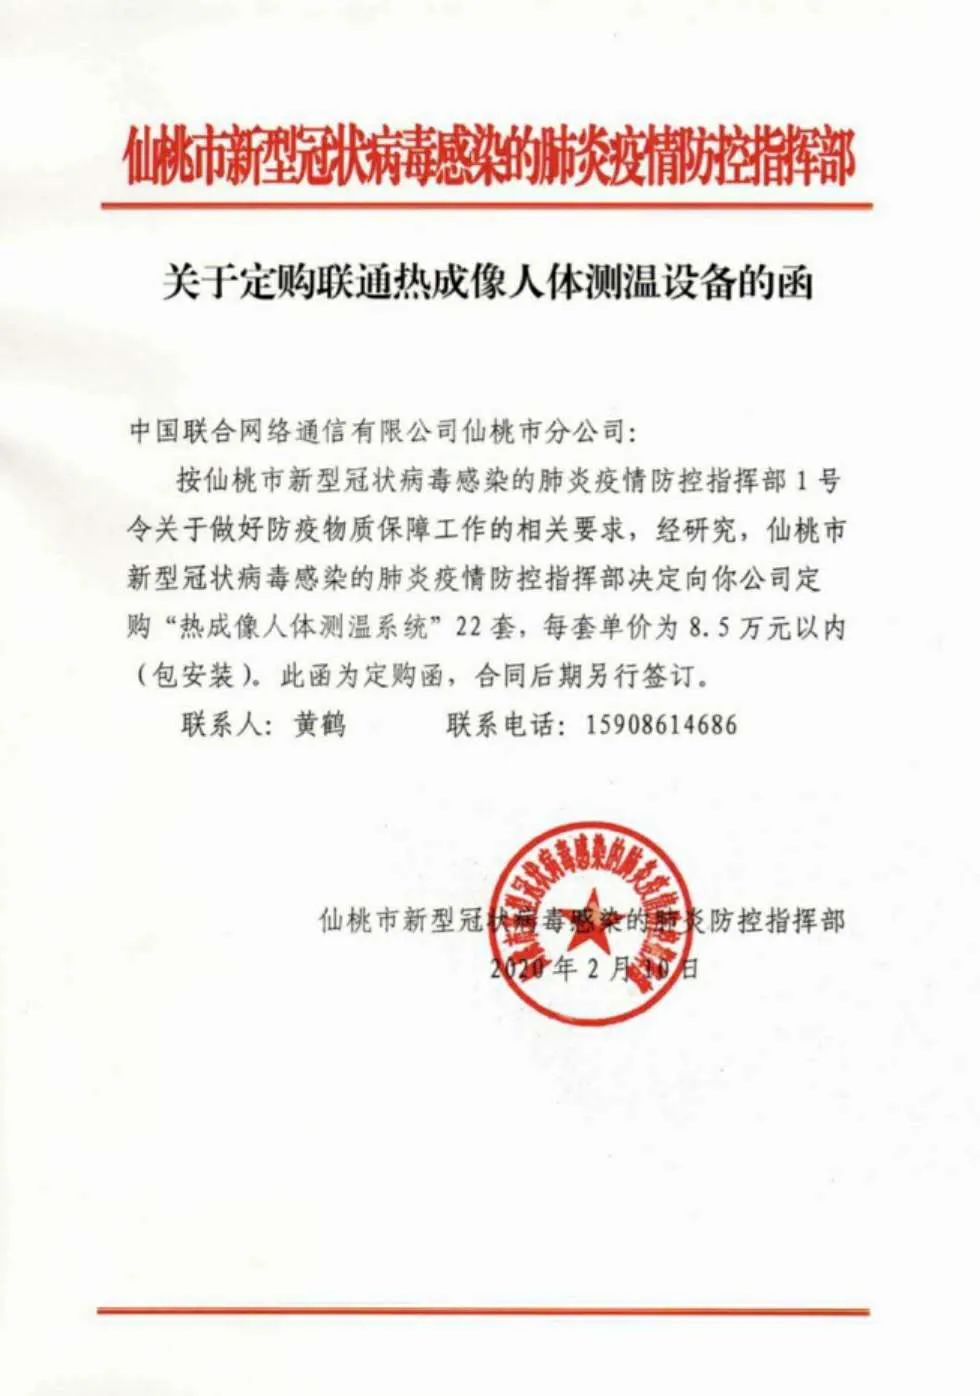 仙桃市新型冠状病毒感染的肺炎疫情防控指挥部
关于定购联通热成像人体测温设备的函
中国联合网络通信有限公司仙桃市分公司：
按仙桃市新型冠状病毒感染的肺炎疫情防控指挥部1号
令关于做好防疫物质保障工作的相关要求，经研究，仙桃市
新型冠状病毒感染的肺炎疫情防控指挥部决定向你公司定
购“热成像人体测温系统”22套，每套单价为8.5万元以内
（包安装）。此函为定购函，合同后期另行签订。
联系人：黄鹤 联系电话：15908614686
仙桃市新型冠状病毒感染的肺炎防控指挥部
2020年2月10日